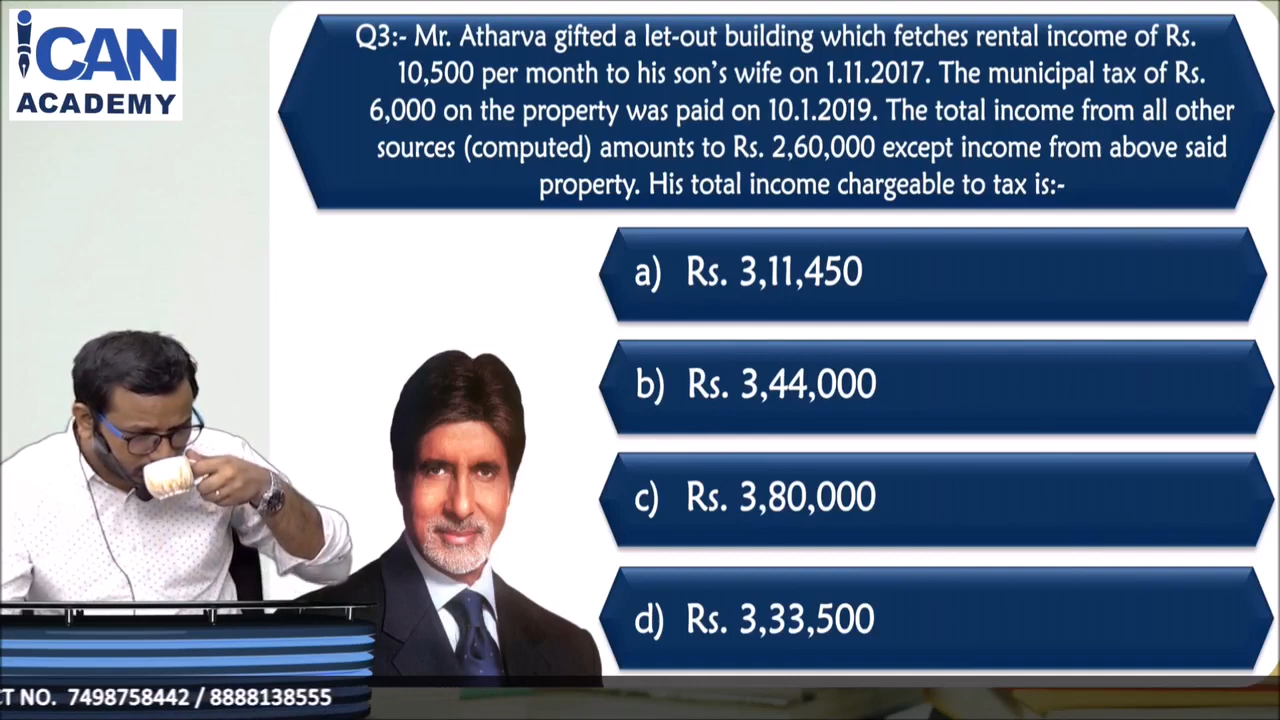 iCAN
ACADEMY
Q3:- Mr. Atharva gifted a let-out building which fetches rental income of Rs.
10,500 per month to his son's wife on 1.11.2017. The municipal tax of Rs.
6,000 on the property was paid on 10.1.2019. The total income from all other
sources (computed) amounts to Rs. 2,60,000 except income from above said
property. His total income chargeable to tax is:-
a) Rs. 3,11,450
b) Rs. 3,44,000
c) Rs. 3,80,000
d) Rs. 3,33,500
CT NO. 7498758442 / 8888138555